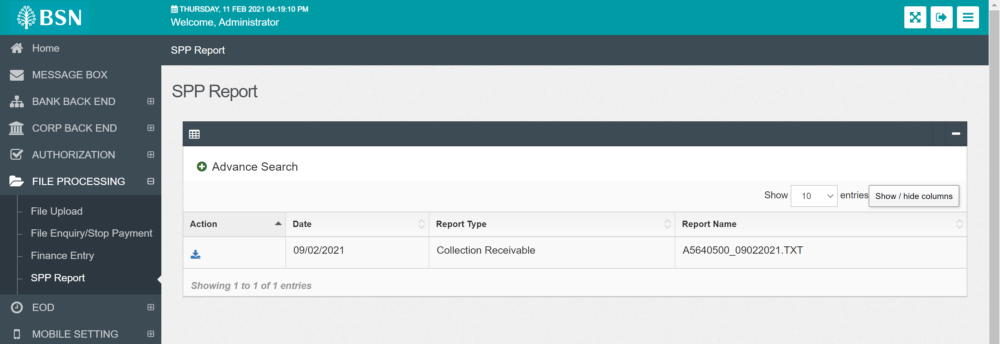 BSN
THURSDAY, 11 FEB 2021 04:19:10 PM
Welcome, Administrator
Home
MESSAGE BOX
BANK BACK END
CORP BACK END
AUTHORIZATION
FILE PROCESSING
File Upload
File Enquiry/Stop Payment
Finance Entry
SPP Report
EOD
MOBILE SETTING
SPP Report
SPP Report
Advance Search
Show 10 entries Show / hide columns
Action Date Report Type Report Name
09/02/2021 Collection Receivable A5640500_09022021.TXT
Showing 1 to 1 of 1 entries